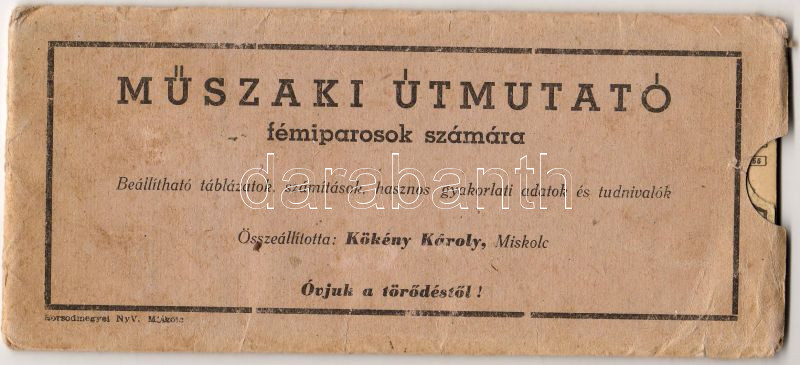 MŰSZAKI ÚTMUTATÓ
fémiparosok számára
Beállítható táblázatok, számítások, hasznos gyakorlati adatok és tudnivalók
darabanth
Összeállította: Kökény Károly, Miskolc
Óvjuk a törődéstől!
Borsodmegyei NyV. Miskolc